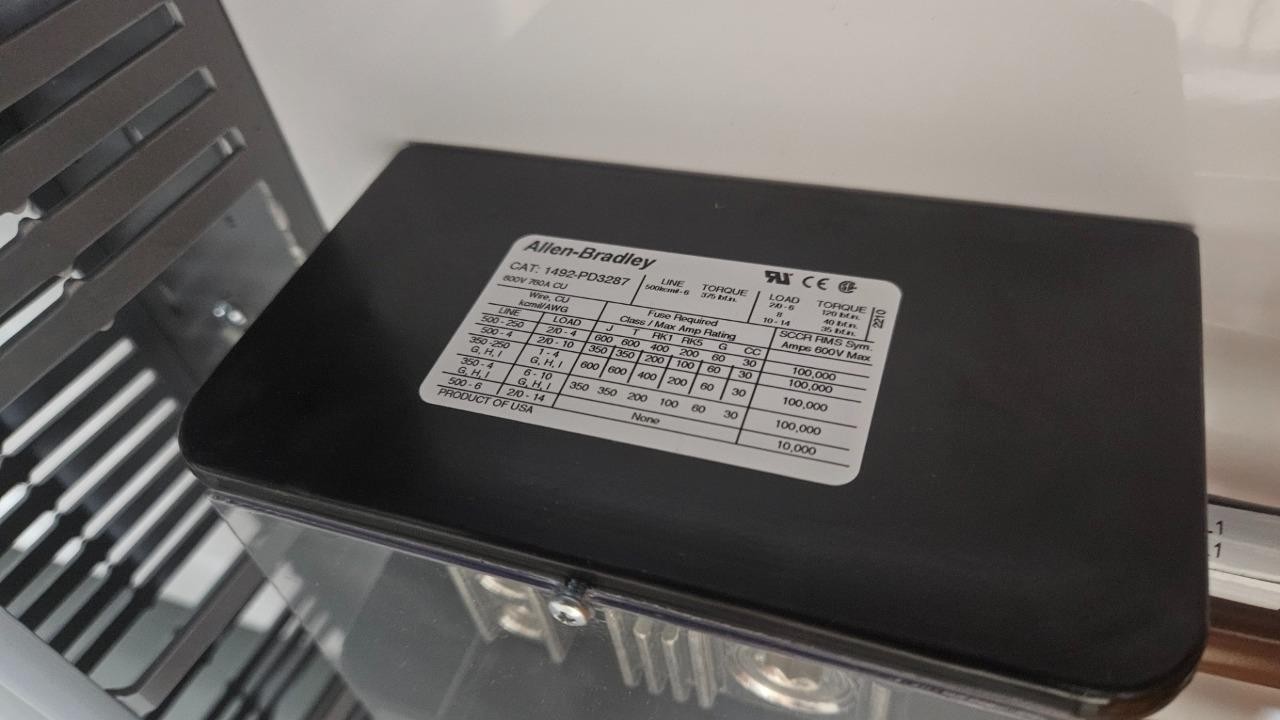 Allen-Bradley
CAT: 1492-PD3287
600V 760A CU
LINE TORQUE
500kcmil-6 375 lbf.in.
LOAD TORQUE
2/0 - 6 120 lbf.in.
8 40 lbf.in.
10 - 14 35 lbf.in.
2210
Wire, CU
kcmil/AWG
Fuse Required
Class / Max Amp Rating
SCCR RMS Sym.
Amps 600V Max
LINE LOAD J T RK1 RK5 G CC
500 - 250 2/0 - 4 600 600 400 200 60 30 100,000
500 - 4 2/0 - 10 350 350 200 100 60 30 100,000
350 -250 1 - 4 600 600 400 200 60 30 100,000
G, H, I G, H, I
350 - 4 6 - 10 350 350 200 100 60 30 100,000
G, H, I G, H, I
500 - 6 2/0 - 14 None 10,000
PRODUCT OF USA